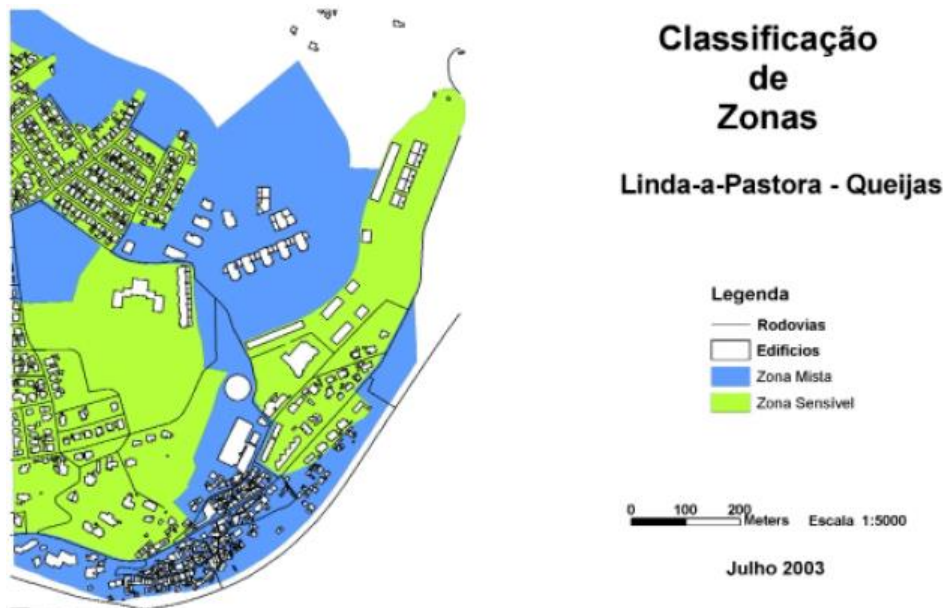 Classificação
de
Zonas
Linda-a-Pastora - Queijas
Legenda
Rodovias
Edifícios
Zona Mista
Zona Sensível
0 100 200 Meters Escala 1:5000
Julho 2003